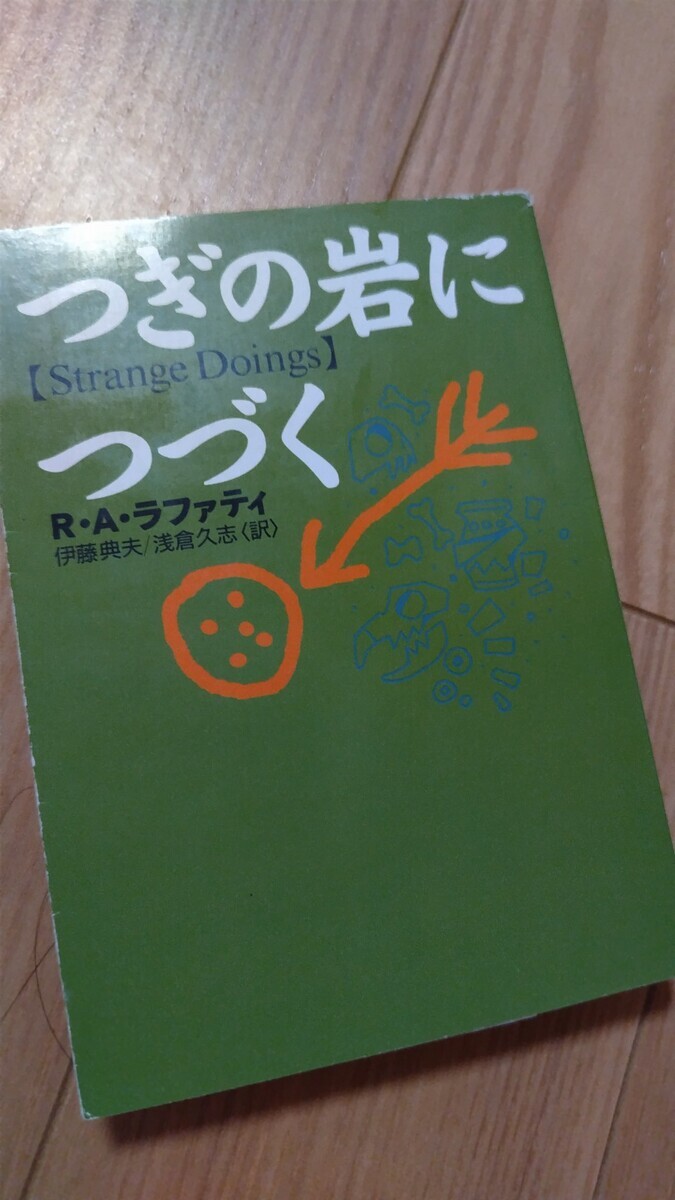 つぎの岩に
【Strange Doings】
つづく
R・A・ラファティ
伊藤典夫/浅倉久志〈訳〉